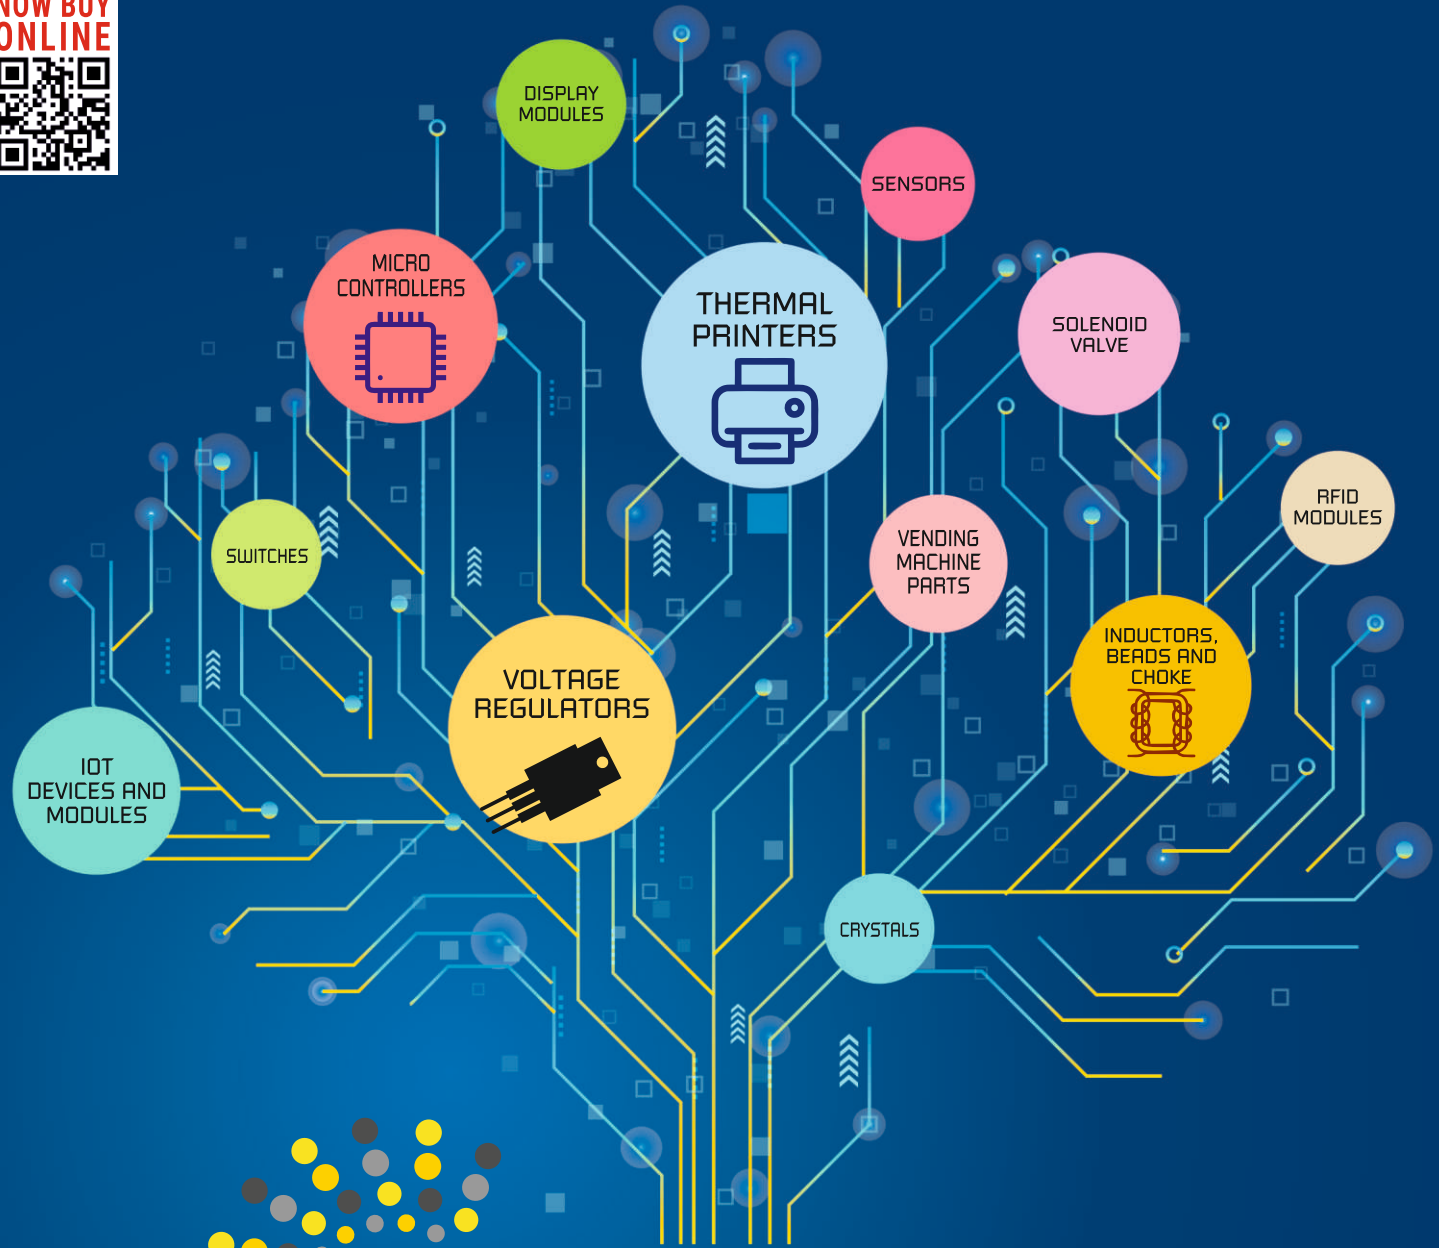 NOW BUY
ONLINE
DISPLAY
MODULES
SENSORS
MICRO
CONTROLLERS
THERMAL
PRINTERS
SOLENOID
VALVE
RFID
MODULES
SWITCHES
VENDING
MACHINE
PARTS
INDUCTORS,
BEADS AND
CHOKE
VOLTAGE
REGULATORS
IOT
DEVICES AND
MODULES
CRYSTALS